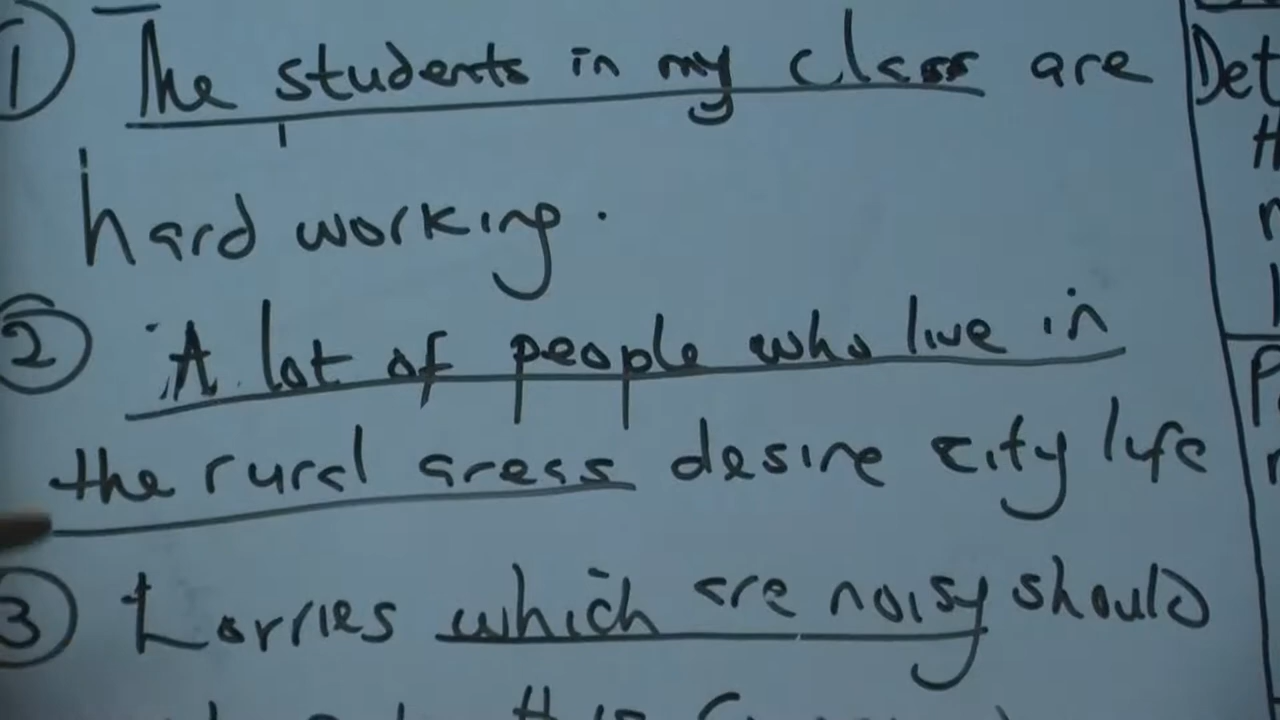 ① The students in my class are
hard working.
② A lot of people who live in
the rural areas desire city life
③ Lorries which are noisy should
Det